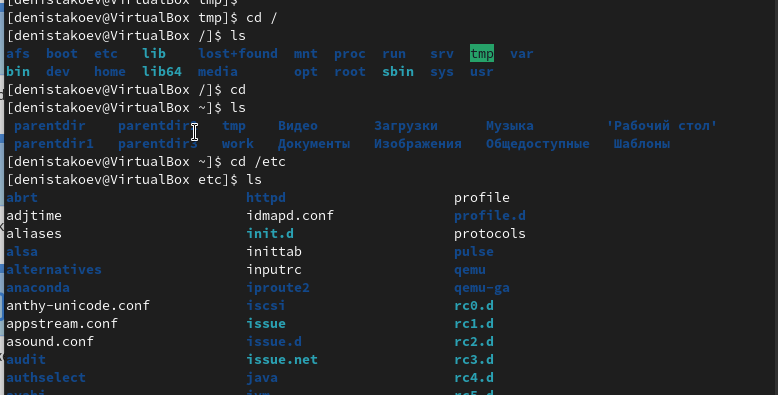 [denistakoev@VirtualBox tmp]$
[denistakoev@VirtualBox tmp]$ cd /
[denistakoev@VirtualBox /]$ ls
afs boot etc lib lost+found mnt proc run srv tmp var
bin dev home lib64 media opt root sbin sys usr
[denistakoev@VirtualBox /]$ cd
[denistakoev@VirtualBox ~]$ ls
parentdir tmp Видео Загрузки Музыка 'Рабочий стол'
parentdir1 parentdir3 work Документы Изображения Общедоступные Шаблоны
[denistakoev@VirtualBox ~]$ cd /etc
[denistakoev@VirtualBox etc]$ ls
abrt httpd profile
adjtime idmapd.conf profile.d
aliases init.d protocols
alsa inittab pulse
alternatives inputrc qemu
anaconda iproute2 qemu-ga
anthy-unicode.conf iscsi rc0.d
appstream.conf issue rc1.d
asound.conf issue.d rc2.d
audit issue.net rc3.d
authselect java rc4.d